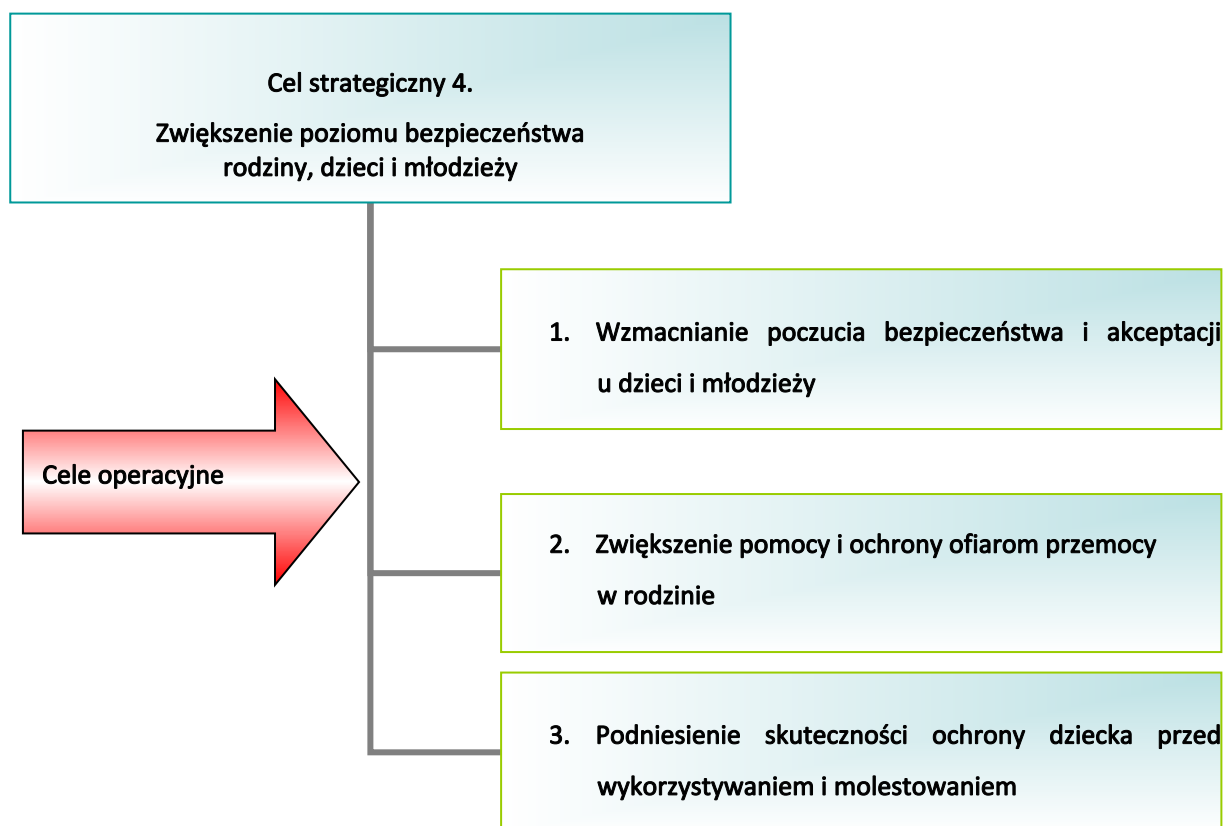 Cel strategiczny 4.
Zwiększenie poziomu bezpieczeństwa
rodziny, dzieci i młodzieży
1. Wzmacnianie poczucia bezpieczeństwa i akceptacji
u dzieci i młodzieży
Cele operacyjne
2. Zwiększenie pomocy i ochrony ofiarom przemocy
w rodzinie
3. Podniesienie skuteczności ochrony dziecka przed
wykorzystywaniem i molestowaniem